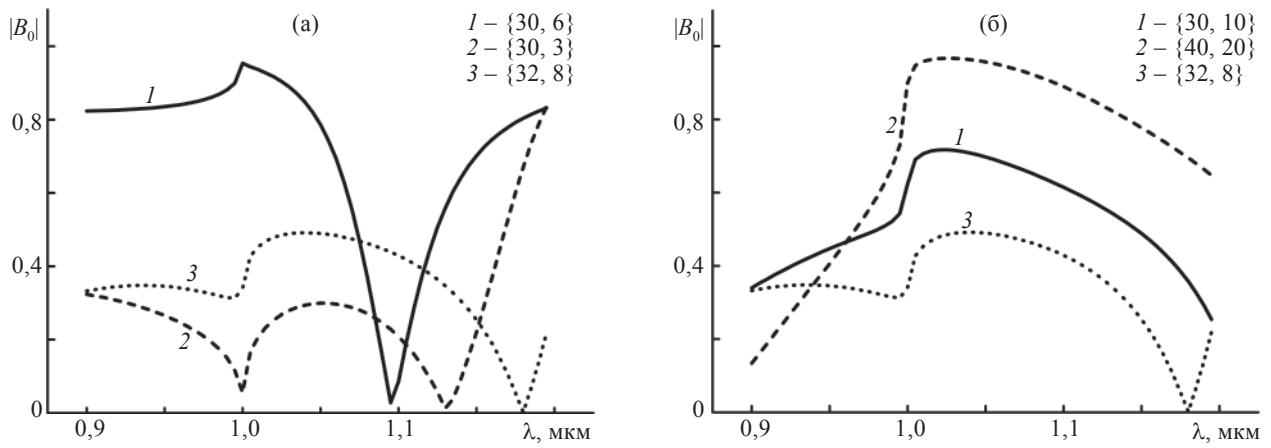 |B₀|
(а)
1 – {30, 6}
2 – {30, 3}
3 – {32, 8}
1
0,8
3
0,4
2
0
0,9
1,0
1,1
λ, мкм
|B₀|
(б)
1 – {30, 10}
2 – {40, 20}
3 – {32, 8}
2
0,8
1
3
0,4
0
0,9
1,0
1,1
λ, мкм